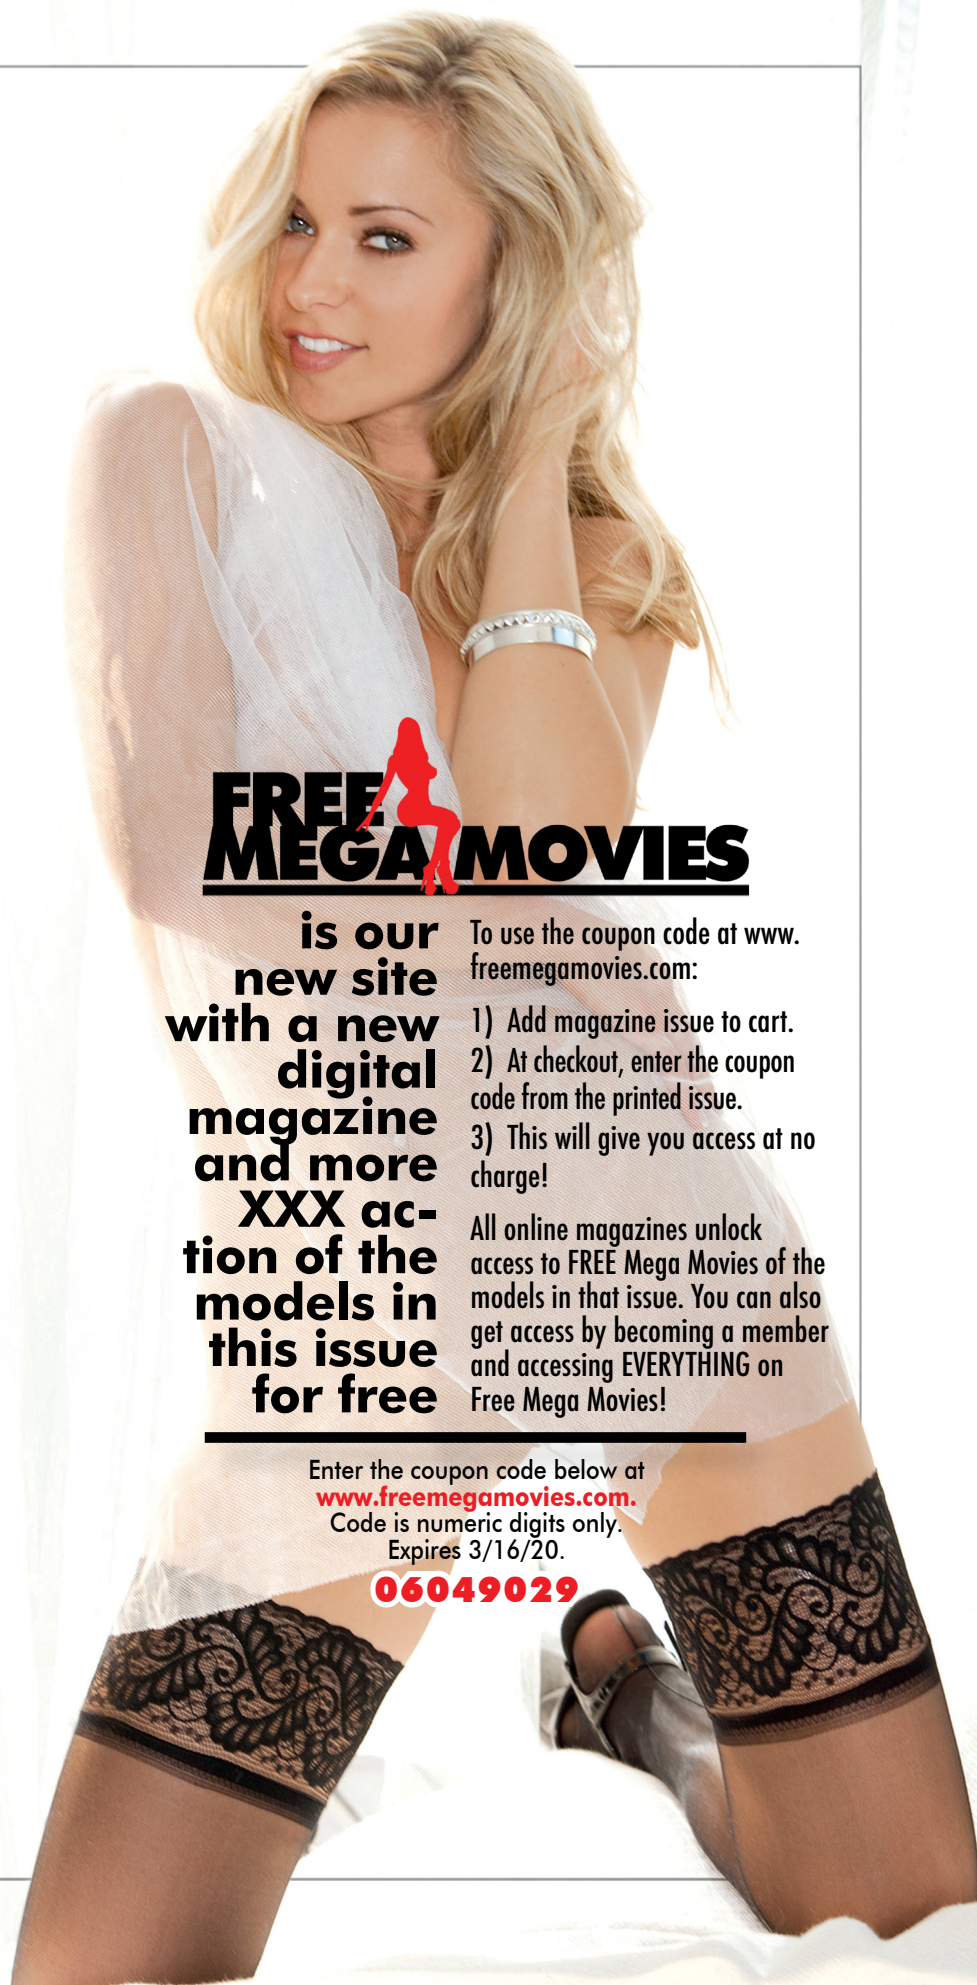 FREE
MEGA MOVIES
is our
new site
with a new
digital
magazine
and more
XXX ac-
tion of the
models in
this issue
for free
To use the coupon code at www.
freemegamovies.com:
1) Add magazine issue to cart.
2) At checkout, enter the coupon
code from the printed issue.
3) This will give you access at no
charge!
All online magazines unlock
access to FREE Mega Movies of the
models in that issue. You can also
get access by becoming a member
and accessing EVERYTHING on
Free Mega Movies!
Enter the coupon code below at
www.freemegamovies.com.
Code is numeric digits only.
Expires 3/16/20.
06049029